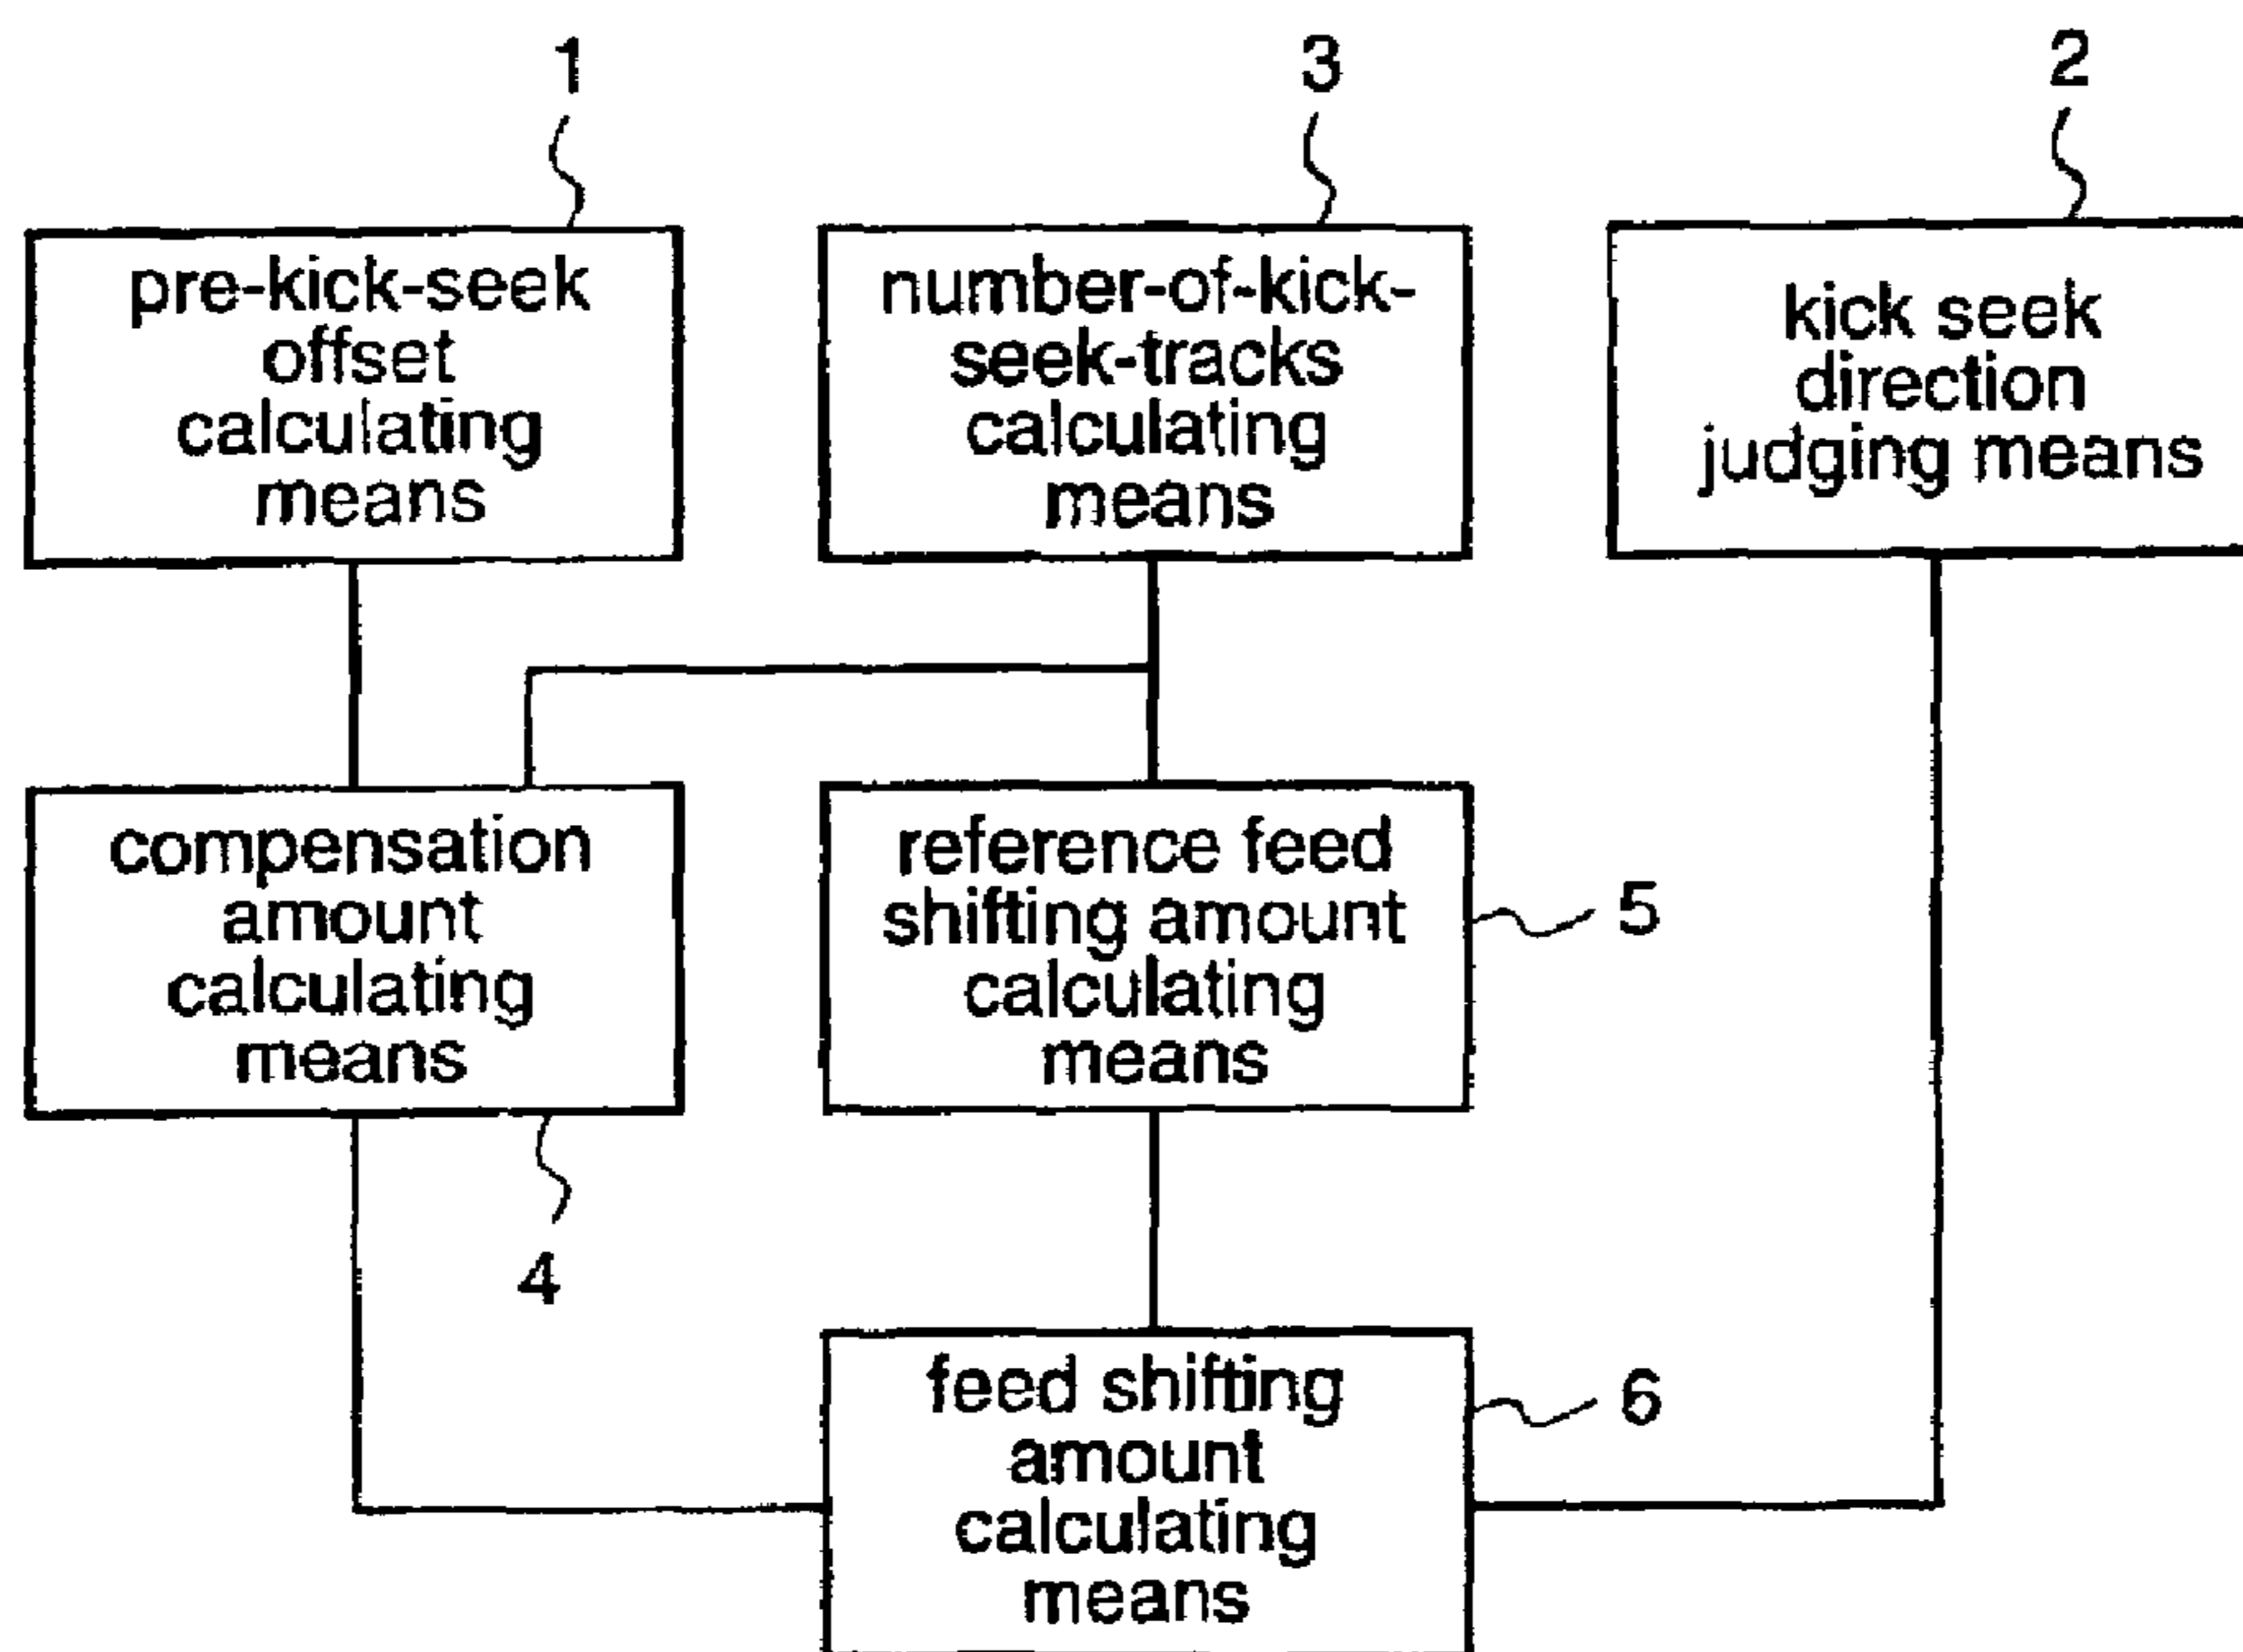 1
3
2
pre-kick-seek
offset
calculating
means
number-of-kick-
seek-tracks
calculating
means
kick seek
direction
judging means
compensation
amount
calculating
means
reference feed
shifting amount
calculating
means
5
4
feed shifting
amount
calculating
means
6